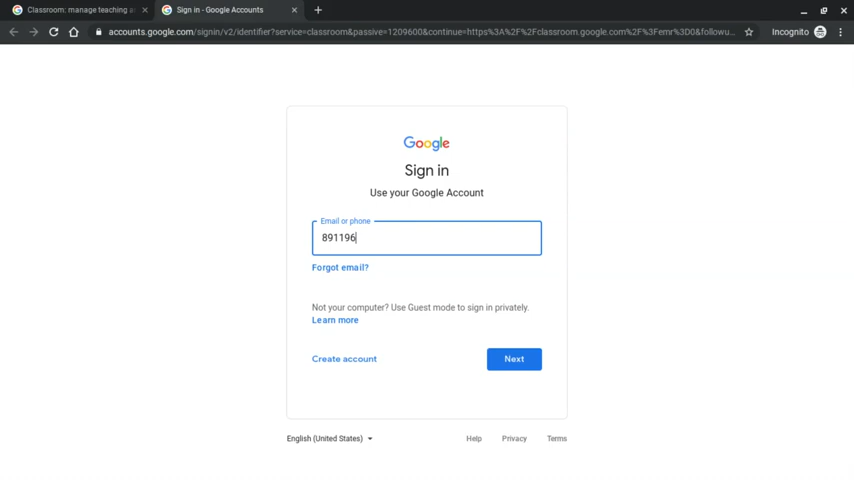 Classroom: manage teaching a
Sign in - Google Accounts
accounts.google.com/signin/v2/identifier?service=classroom&passive=1209600&continue=https%3A%2F%2Fclassroom.google.com%2F%3Femr%3D0&followu...
Incognito
Google
Sign in
Use your Google Account
Email or phone
891196
Forgot email?
Not your computer? Use Guest mode to sign in privately.
Learn more
Create account
Next
English (United States)
Help
Privacy
Terms